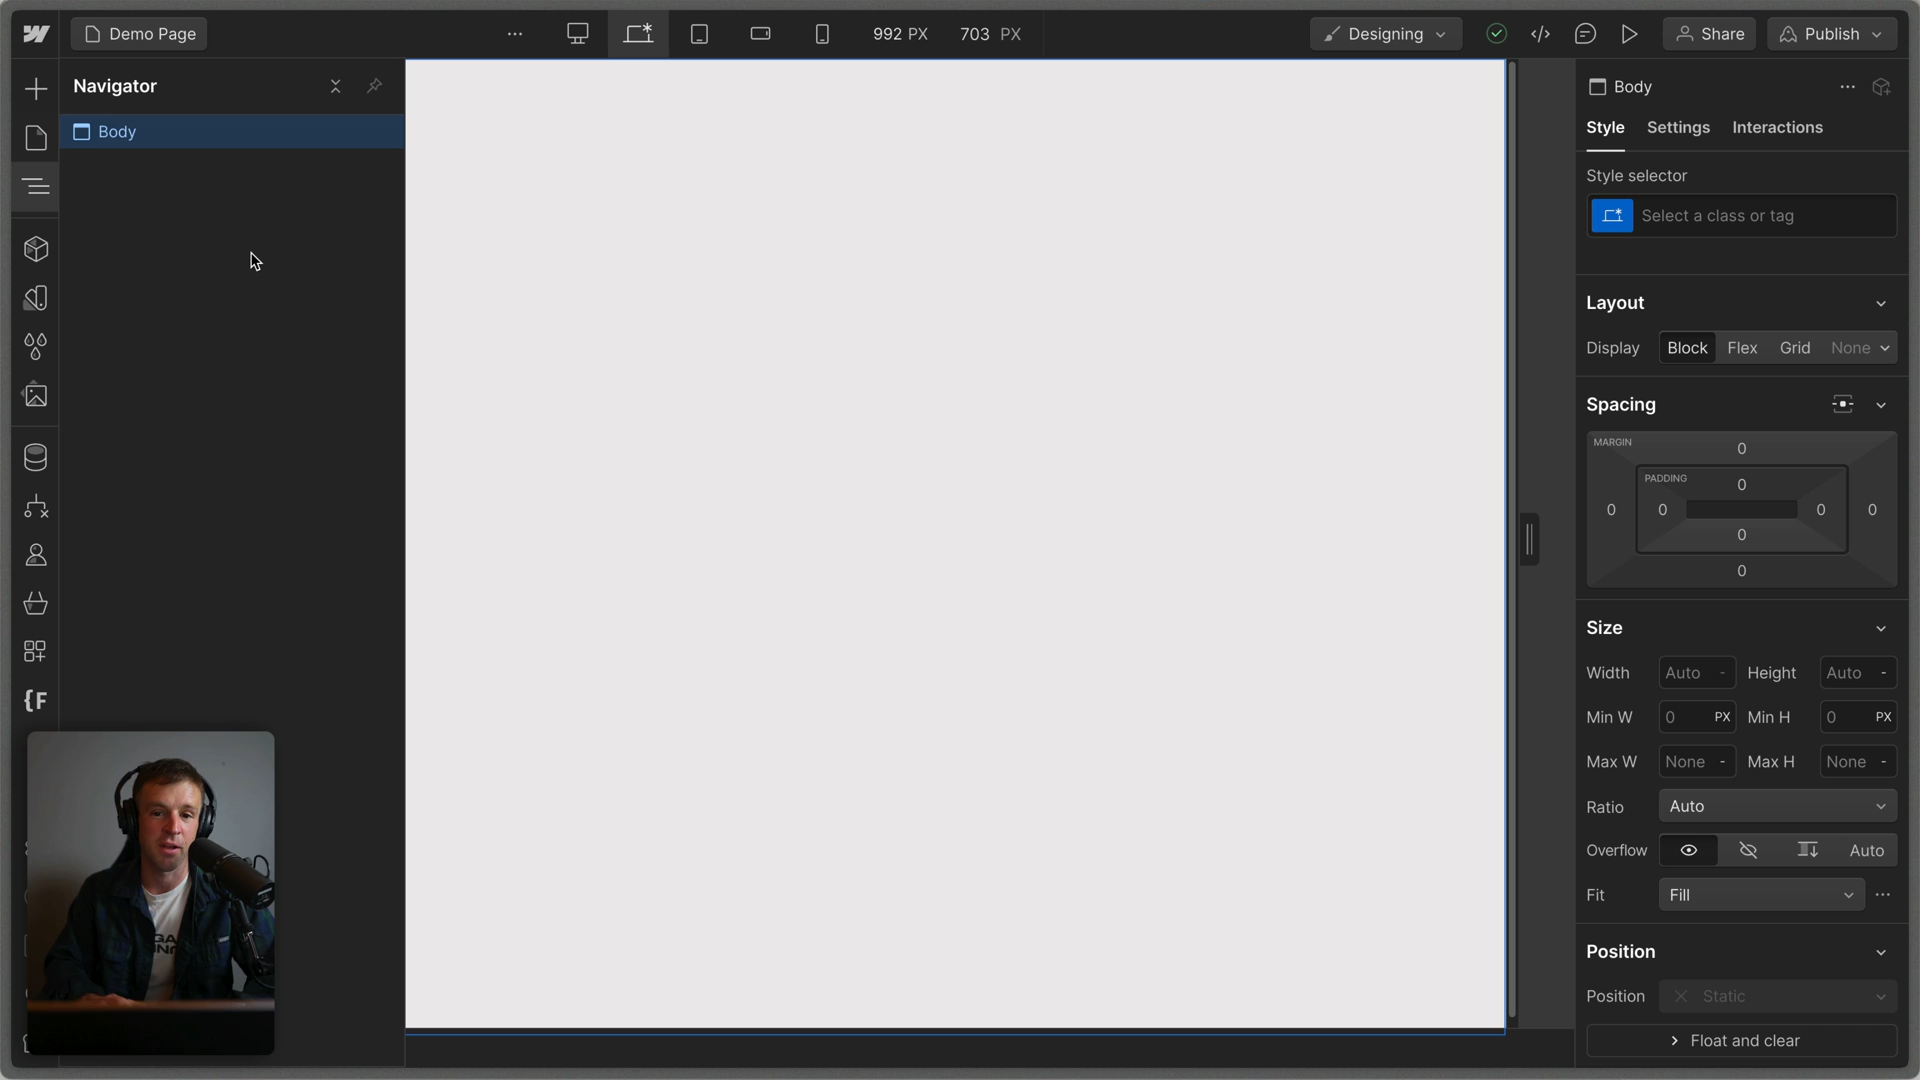 Demo Page
992 PX 703 PX
Designing
Share
Publish
Navigator
Body
Body
Style Settings Interactions
Style selector
Select a class or tag
Layout
Display Block Flex Grid None
Spacing
MARGIN
0
PADDING
0
0 0 0 0
0
0
Size
Width Auto - Height Auto -
Min W 0 PX Min H 0 PX
Max W None - Max H None -
Ratio Auto
Overflow Auto
Fit Fill
Position
Position Static
Float and clear
{F